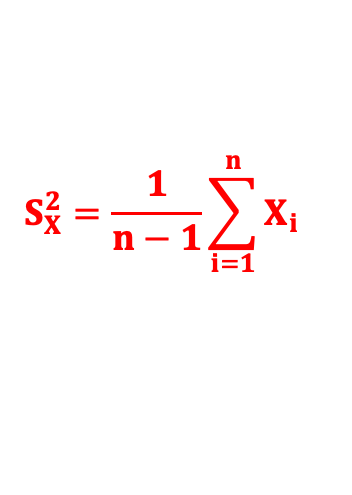 S²_X = 1/(n − 1) ∑_{i=1}^{n} X_i